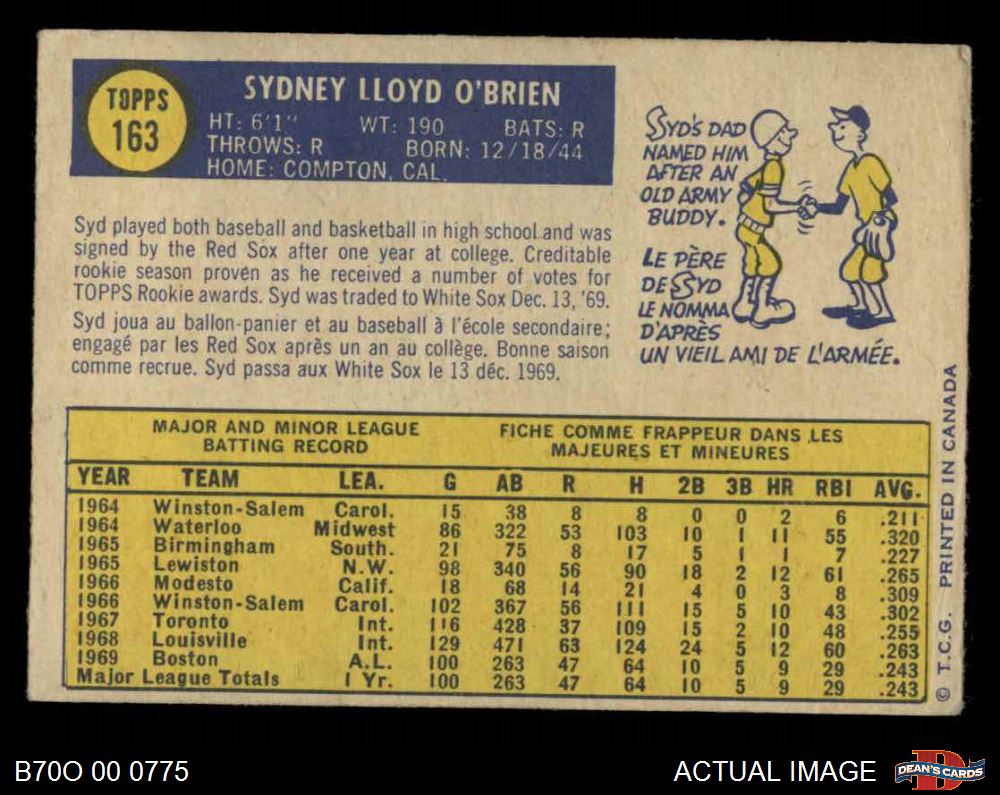 TOPPS
163
SYDNEY LLOYD O'BRIEN
HT: 6'1" WT: 190 BATS: R
THROWS: R BORN: 12/18/44
HOME: COMPTON, CAL.
Syd played both baseball and basketball in high school and was
signed by the Red Sox after one year at college. Creditable
rookie season proven as he received a number of votes for
TOPPS Rookie awards. Syd was traded to White Sox Dec. 13, '69.
Syd joua au ballon-panier et au baseball à l'école secondaire;
engagé par les Red Sox après un an au collège. Bonne saison
comme recrue. Syd passa aux White Sox le 13 déc. 1969.
SYD'S DAD
NAMED HIM
AFTER AN
OLD ARMY
BUDDY.
LE PÈRE
DE SYD
LE NOMMA
D'APRÈS
UN VIEIL AMI DE L'ARMÉE.
MAJOR AND MINOR LEAGUE
BATTING RECORD
FICHE COMME FRAPPEUR DANS LES
MAJEURES ET MINEURES
YEAR TEAM LEA. G AB R H 2B 3B HR RBI AVG.
1964 Winston-Salem Carol. 15 38 8 8 0 0 2 6 .211
1964 Waterloo Midwest 86 322 53 103 10 1 11 55 .320
1965 Birmingham South. 21 75 8 17 5 1 1 7 .227
1965 Lewiston N.W. 98 340 56 90 18 2 12 61 .265
1966 Modesto Calif. 18 68 14 21 4 0 3 8 .309
1966 Winston-Salem Carol. 102 367 56 111 15 5 10 43 .302
1967 Toronto Int. 116 428 37 109 15 2 10 48 .255
1968 Louisville Int. 129 471 63 124 24 5 12 60 .263
1969 Boston A.L. 100 263 47 64 10 5 9 29 .243
Major League Totals 1 Yr. 100 263 47 64 10 5 9 29 .243
© T.C.G. PRINTED IN CANADA
B70O 00 0775
ACTUAL IMAGE
DEAN'S CARDS